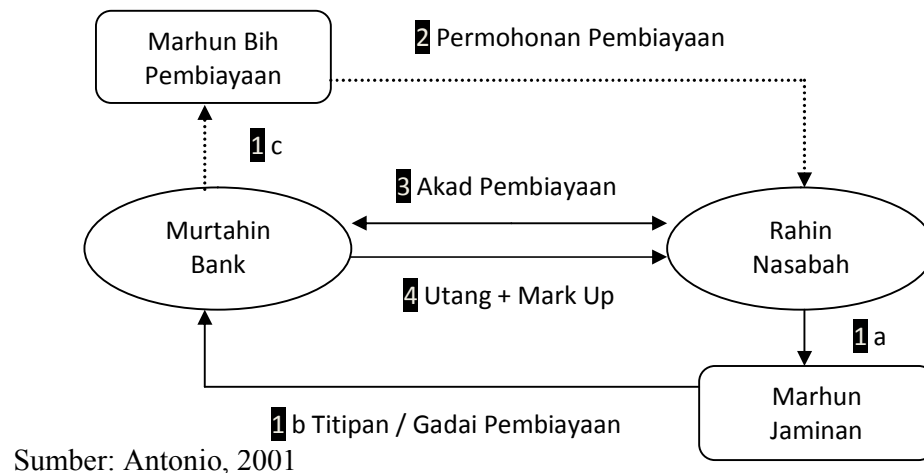 Marhun Bih
Pembiayaan
2 Permohonan Pembiayaan
1 c
3 Akad Pembiayaan
Murtahin
Bank
Rahin
Nasabah
4 Utang + Mark Up
1 a
Marhun
Jaminan
1 b Titipan / Gadai Pembiayaan
Sumber: Antonio, 2001